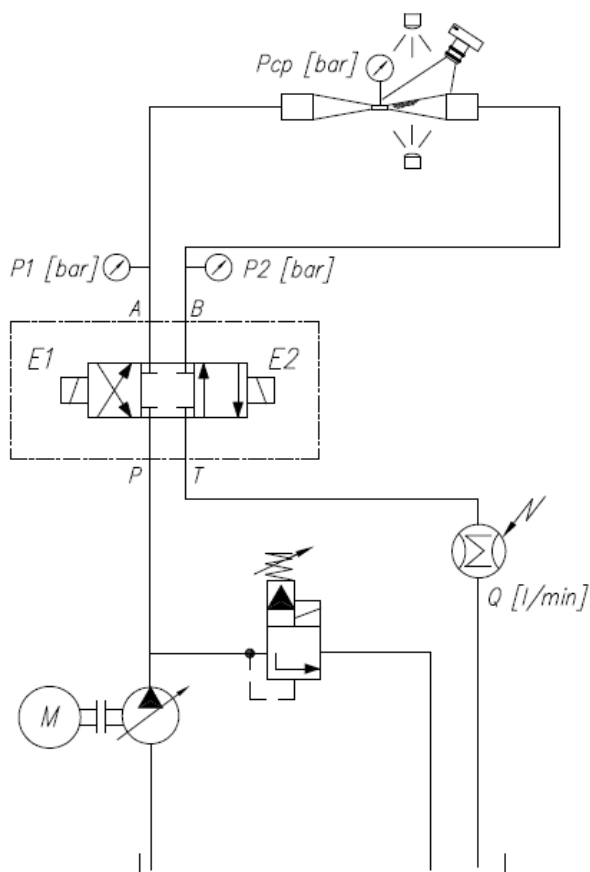 Pcp [bar]
P1 [bar]
P2 [bar]
A
B
E1
E2
P
T
Q [l/min]
M